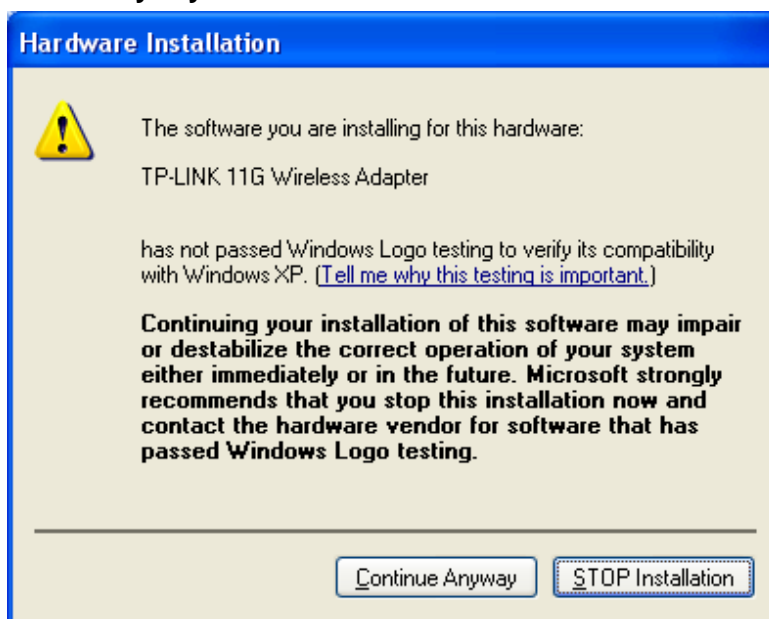 Hardware Installation
The software you are installing for this hardware:
TP-LINK 11G Wireless Adapter
has not passed Windows Logo testing to verify its compatibility
with Windows XP. (Tell me why this testing is important.)
Continuing your installation of this software may impair
or destabilize the correct operation of your system
either immediately or in the future. Microsoft strongly
recommends that you stop this installation now and
contact the hardware vendor for software that has
passed Windows Logo testing.
Continue Anyway STOP Installation